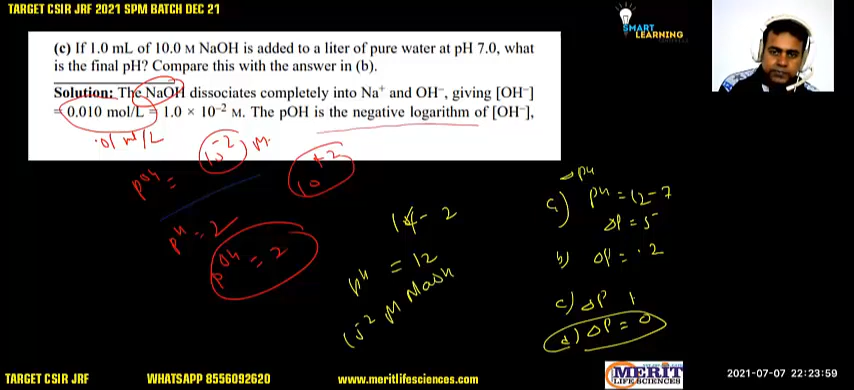 TARGET CSIR JRF 2021 SPM BATCH DEC 21
SMART
LEARNING
(c) If 1.0 mL of 10.0 M NaOH is added to a liter of pure water at pH 7.0, what
is the final pH? Compare this with the answer in (b).
Solution: The NaOH dissociates completely into Na⁺ and OH⁻, giving [OH⁻]
= 0.010 mol/L = 1.0 × 10⁻² M. The pOH is the negative logarithm of [OH⁻],
10⁻² M.
pOH =
10⁺²
pH = 2
pOH = 2
14 - 2
pH = 12
10⁻² M NaOH
ΔpH
pH = 12-7
ΔP = 5
b) ΔP = .2
c) ΔP 1
d) ΔP = 0
TARGET CSIR JRF
WHATSAPP 8556092620
www.meritlifesciences.com
MERIT
LIFE SCIENCES
2021-07-07 22:23:59